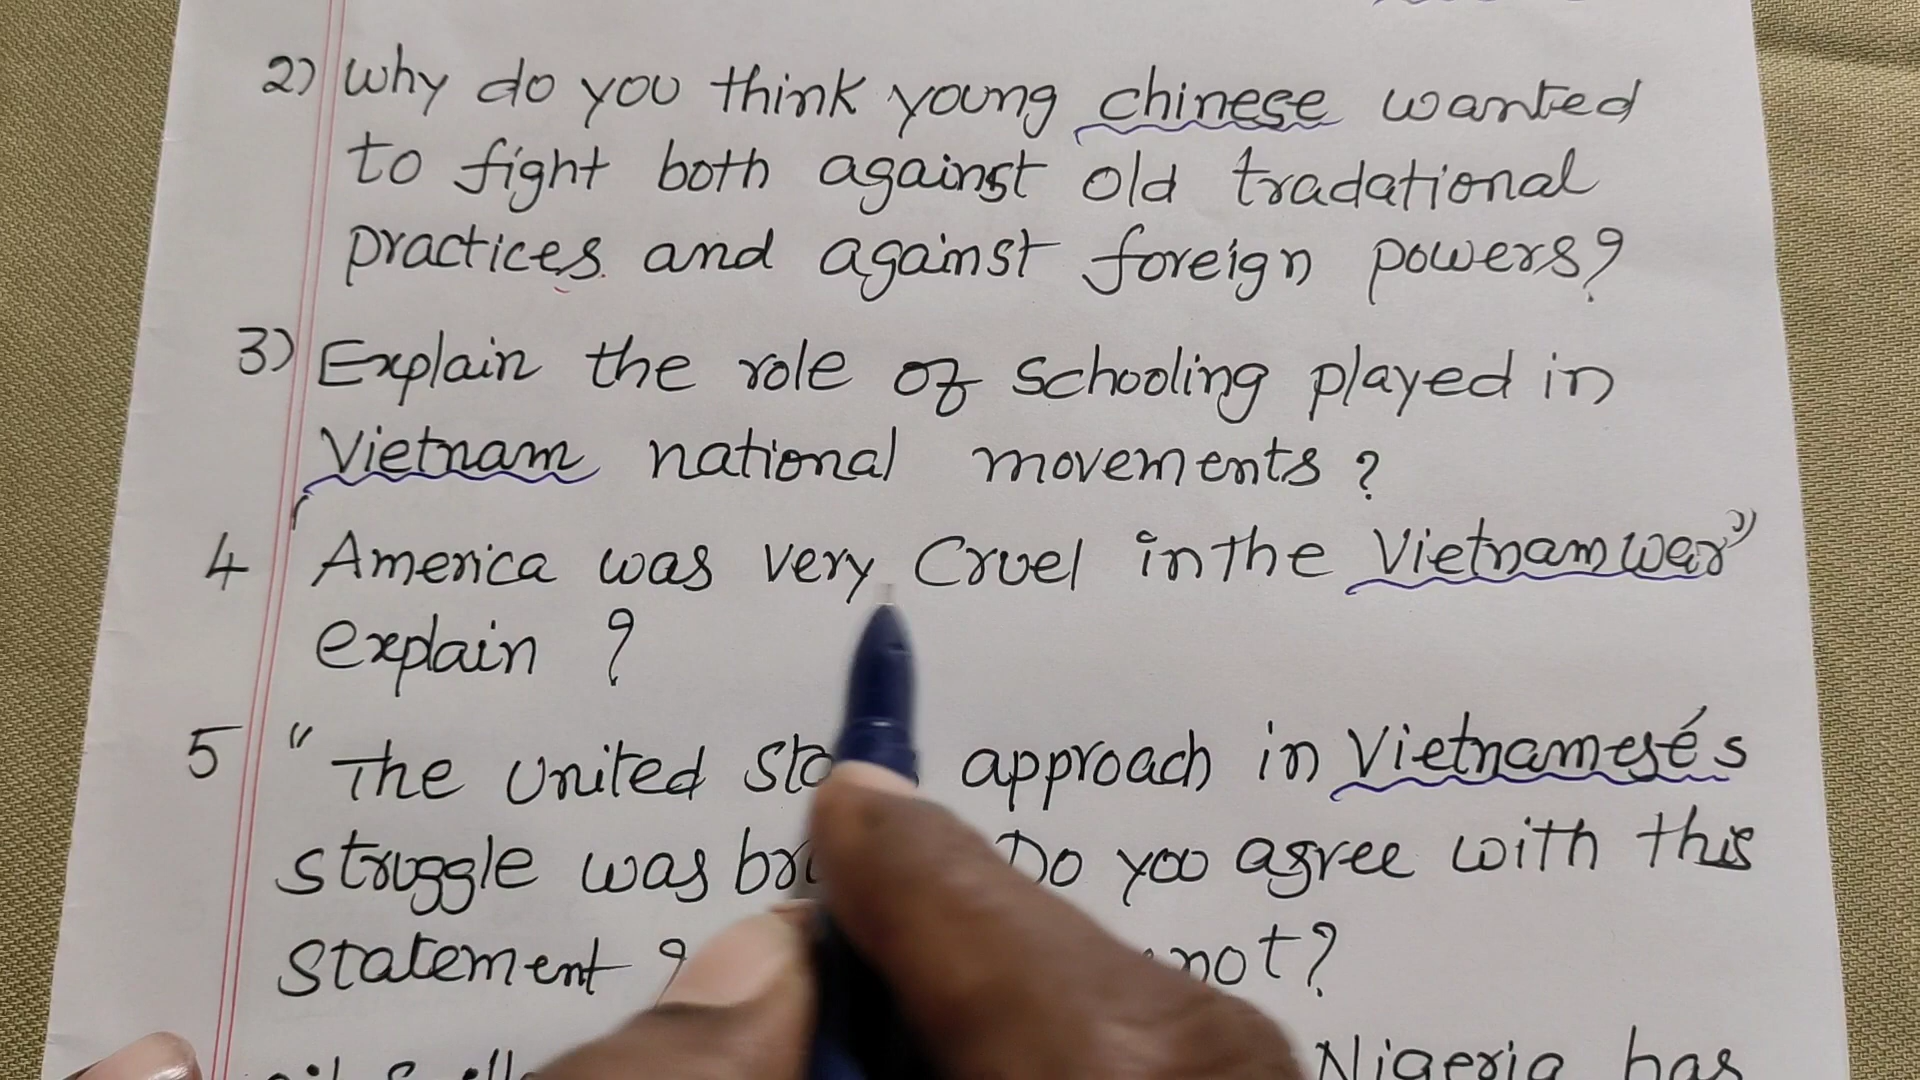 2) Why do you think young chinese wanted
to fight both against old tradational
practices and against foreign powers?
3) Explain the role of schooling played in
Vietnam national movements?
4 America was very Cruel in the Vietnam war"
explain ?
5 "The United approach in Vietnamese's
struggle was Do you agree with this
statement ? not?
Nigeria has